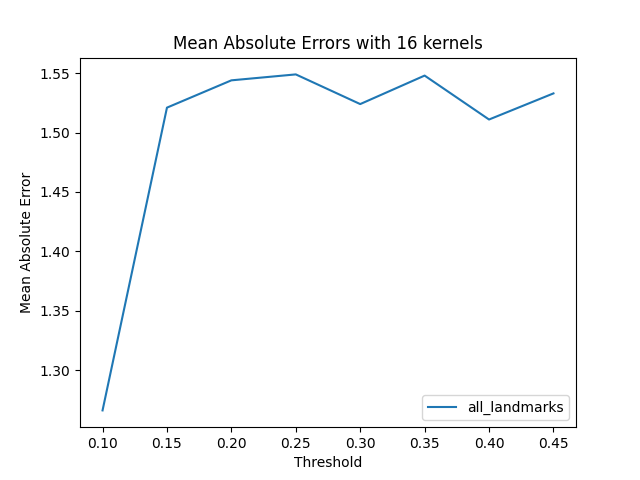 Mean Absolute Errors with 16 kernels
Mean Absolute Error
1.55
1.50
1.45
1.40
1.35
1.30
all_landmarks
0.10 0.15 0.20 0.25 0.30 0.35 0.40 0.45
Threshold